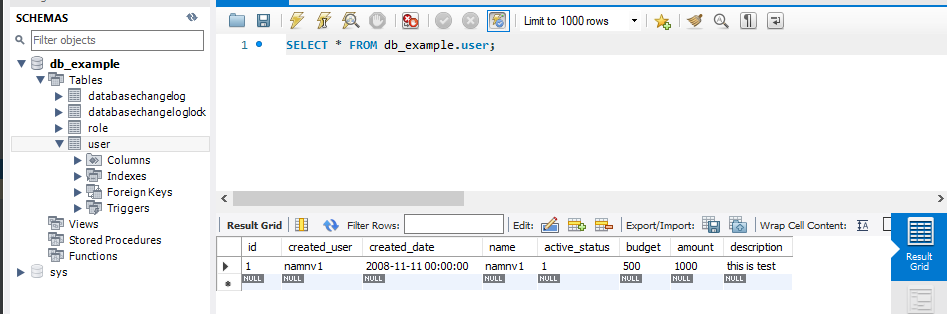 SCHEMAS
Filter objects
db_example
Tables
databasechangelog
databasechangeloglock
role
user
Columns
Indexes
Foreign Keys
Triggers
Views
Stored Procedures
Functions
sys
Limit to 1000 rows
1 SELECT * FROM db_example.user;
Result Grid Filter Rows: Edit: Export/Import: Wrap Cell Content: IA
id created_user created_date name active_status budget amount description
1 namnv1 2008-11-11 00:00:00 namnv1 1 500 1000 this is test
NULL NULL NULL NULL NULL NULL NULL NULL
Result
Grid